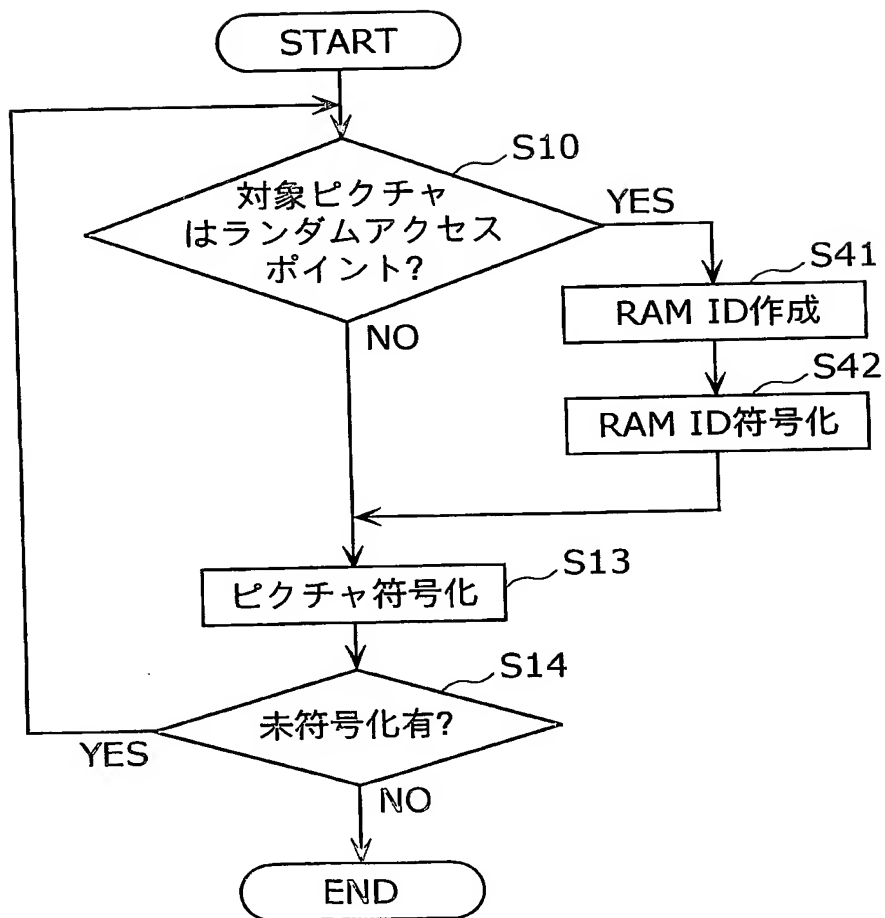 START
S10
対象ピクチャ
はランダムアクセス
ポイント?
YES
S41
RAM ID作成
NO
S42
RAM ID符号化
S13
ピクチャ符号化
S14
未符号化有?
YES
NO
END